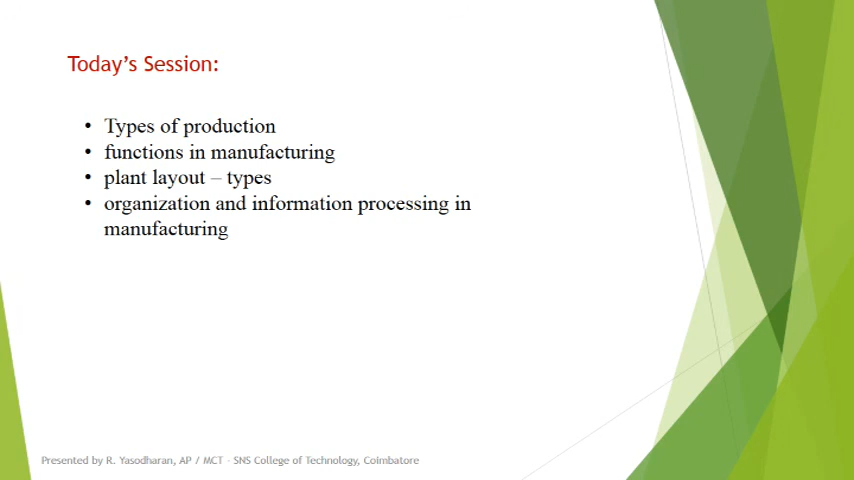 Today's Session:
• Types of production
• functions in manufacturing
• plant layout – types
• organization and information processing in
manufacturing
Presented by R. Yasodharan, AP / MCT - SNS College of Technology, Coimbatore